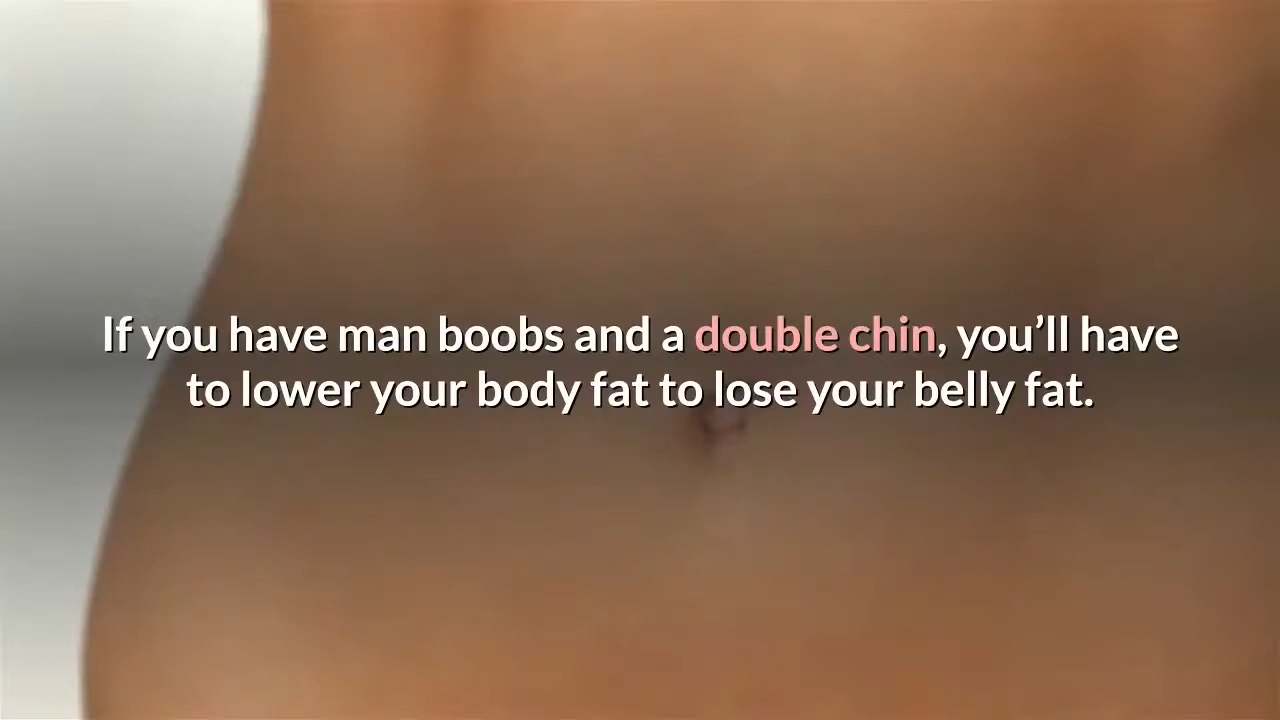 If you have man boobs and a double chin, you’ll have
to lower your body fat to lose your belly fat.